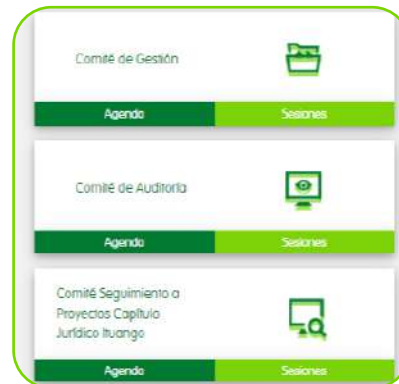 Comité de Gestión
Agenda Sesiones
Comité de Auditoría
Agenda Sesiones
Comité Seguimiento a
Proyectos Capítulo
Jurídico Ituango
Agenda Sesiones